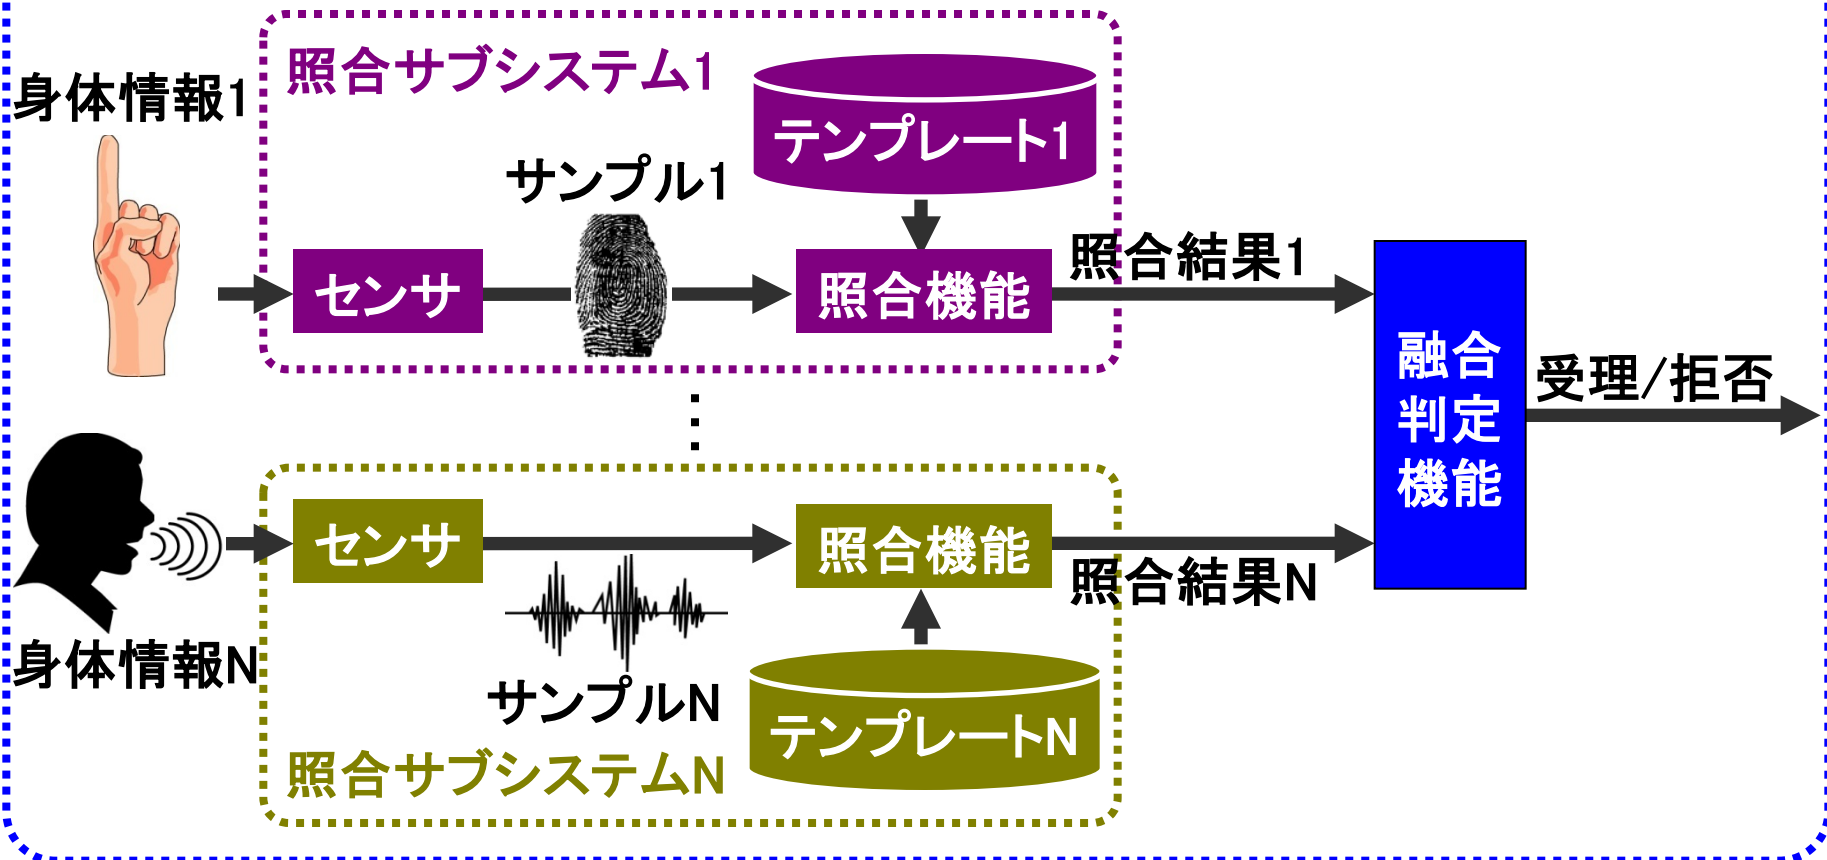 照合サブシステム1
身体情報1
テンプレート1
サンプル1
センサ
照合機能
照合結果1
融合
判定
機能
受理/拒否
センサ
照合機能
照合結果N
身体情報N
サンプルN
テンプレートN
照合サブシステムN